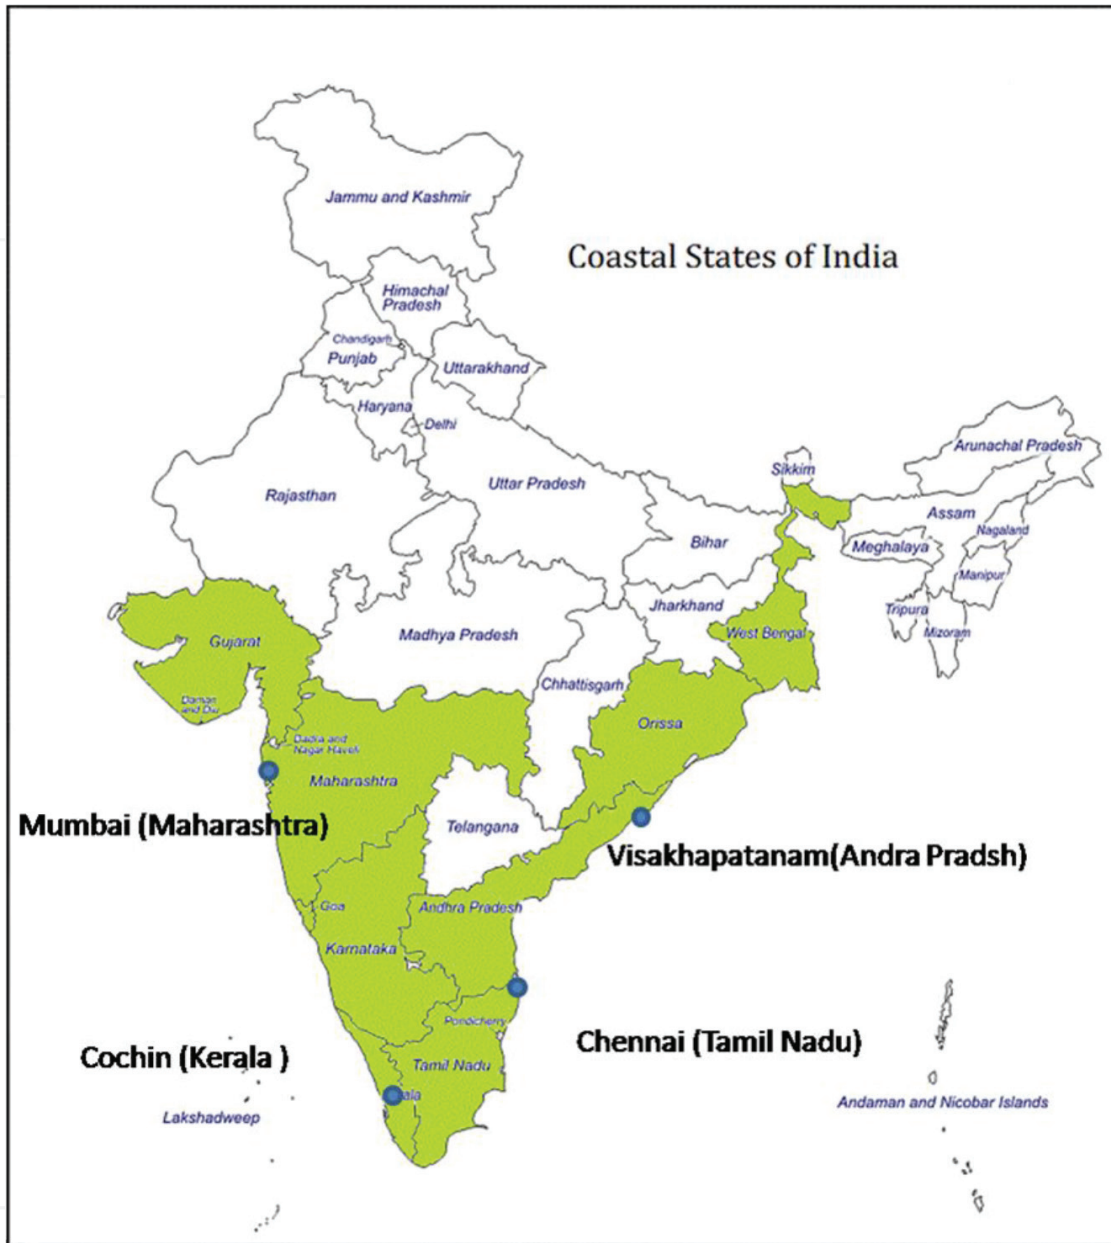 Jammu and Kashmir
Coastal States of India
Himachal
Pradesh
Chandigarh
Punjab
Uttarakhand
Haryana
Delhi
Arunachal Pradesh
Sikkim
Rajasthan
Uttar Pradesh
Assam
Nagaland
Bihar
Meghalaya
Manipur
Jharkhand
Tripura
Mizoram
West Bengal
Madhya Pradesh
Gujarat
Chhattisgarh
Daman
and Diu
Orissa
Dadra and
Nagar Haveli
Maharashtra
Mumbai (Maharashtra)
Telangana
Visakhapatanam(Andra Pradsh)
Goa
Andhra Pradesh
Karnataka
Pondicherry
Chennai (Tamil Nadu)
Cochin (Kerala )
Tamil Nadu
ala
Lakshadweep
Andaman and Nicobar Islands